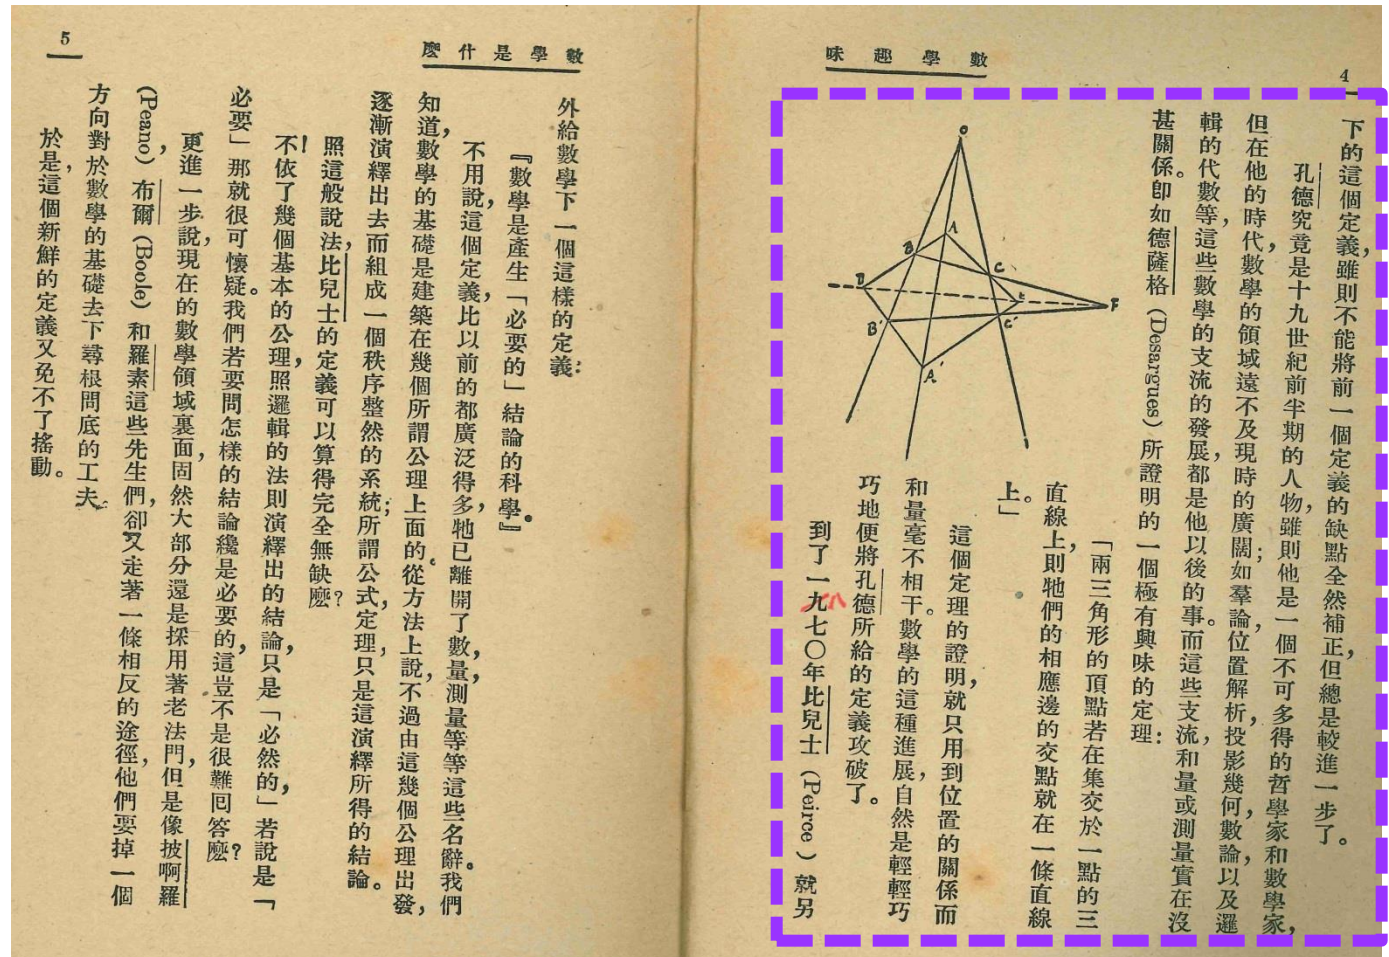 4
數學趣味
下的這個定義,雖則不能將前一個定義的缺點全然補正,但總是較進一步了。
孔德究竟是十九世紀前半期的人物,雖則他是一個不可多得的哲學家和數學家,
但在他的時代,數學的領域遠不及現時的廣闊;如羣論,位置解析,投影幾何,數論,以及邏
輯的代數等,這些數學的支流的發展,都是他以後的事。而這些支流,和量或測量實在沒
甚關係。卽如德薩格 (Desargues) 所證明的一個極有興味的定理:
「兩三角形的頂點若在集交於一點的三
直線上,則牠們的相應邊的交點就在一條直線
上。」
這個定理的證明,就只用到位置的關係,而
和量毫不相干。數學的這種進展,自然是輕輕巧
巧地便將孔德所給的定義攻破了。
到了一九七〇年比兒士 (Peirce) 就另
八
O
A
B
C
D
E
F
B'
C'
A'
數學是什麽
5
外給數學下一個這樣的定義:
『數學是產生「必要的」結論的科學。』
不用說,這個定義,比以前的都廣泛得多,牠已離開了數,量,測量等等這些名辭。我們
知道,數學的基礎是建築在幾個所謂公理上面的。從方法上說,不過由這幾個公理出發,
逐漸演繹出去而組成一個秩序整然的系統;所謂公式,定理,只是這演繹所得的結論。
照這般說法,比兒士的定義可以算得完全無缺麽?
不!依了幾個基本的公理,照邏輯的法則演繹出的結論,只是「必然的」若說是「
必要」那就很可懷疑。我們若要問怎樣的結論纔是必要的,這豈不是很難囘答麽?
更進一步說,現在的數學領域裏面,固然大部分還是採用著老法門,但是像披啊羅
(Peano),布爾 (Boole) 和羅素這些先生們,卻又走著一條相反的途徑,他們要掉一個
方向對於數學的基礎去下尋根問底的工夫。
於是,這個新鮮的定義又免不了搖動。